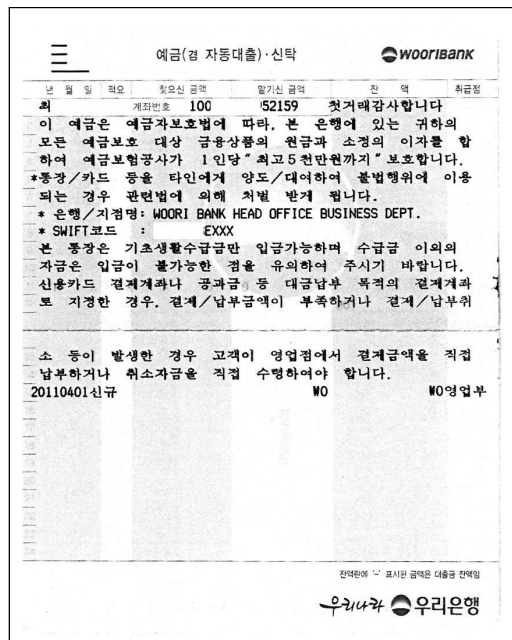 예금(겸 자동대출)·신탁
WOORIBANK
년 월 일 적요 찾으신 금액 맡기신 금액 잔 액 취급점
최 계좌번호 100 52159 첫거래감사합니다
이 예금은 예금자보호법에 따라, 본 은행에 있는 귀하의
모든 예금보호 대상 금융상품의 원금과 소정의 이자를 합
하여 예금보험공사가 1인당"최고5천만원까지"보호합니다.
*통장/카드 등을 타인에게 양도/대여하여 불법행위에 이용
되는 경우 관련법에 의해 처벌 받게 됩니다.
* 은행/지점명: WOORI BANK HEAD OFFICE BUSINESS DEPT.
* SWIFT코드 : EXXX
본 통장은 기초생활수급금만 입금가능하며 수급금 이외의
자금은 입금이 불가능한 점을 유의하여 주시기 바랍니다.
신용카드 결제계좌나 공과금 등 대금납부 목적의 결제계좌
로 지정한 경우, 결제/납부금액이 부족하거나 결제/납부취
소 등이 발생한 경우 고객이 영업점에서 결제금액을 직접
납부하거나 취소자금을 직접 수령하여야 합니다.
20110401신규 ₩0 ₩0영업부
잔액란에 '-' 표시된 금액은 대출금 잔액임
우리나라 우리은행